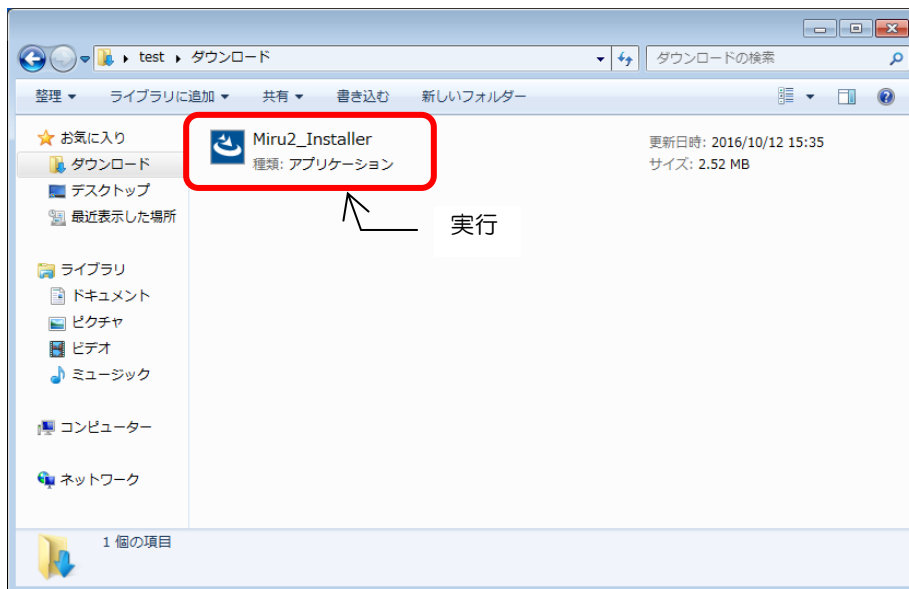 test ダウンロード ダウンロードの検索
整理 ライブラリに追加 共有 書き込む 新しいフォルダー
お気に入り
ダウンロード
デスクトップ
最近表示した場所
ライブラリ
ドキュメント
ピクチャ
ビデオ
ミュージック
コンピューター
ネットワーク
Miru2_Installer
種類: アプリケーション
更新日時: 2016/10/12 15:35
サイズ: 2.52 MB
実行
1 個の項目